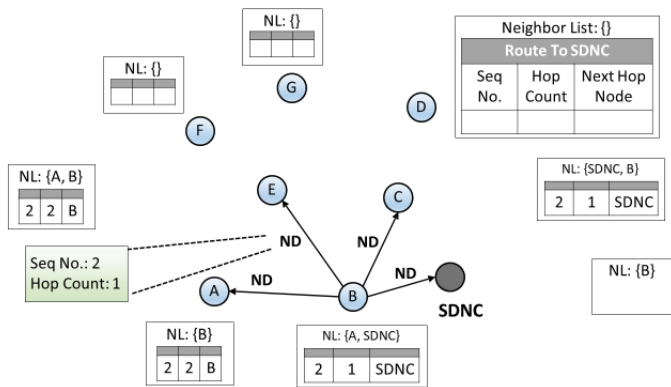 NL: {}
Neighbor List: {}
Route To SDNC
Seq No.
Hop Count
Next Hop Node
NL: {}
G
D
F
NL: {A, B}
2 2 B
NL: {SDNC, B}
2 1 SDNC
E
C
ND
ND
Seq No.: 2
Hop Count: 1
ND
ND
A
B
SDNC
NL: {B}
NL: {B}
2 2 B
NL: {A, SDNC}
2 1 SDNC